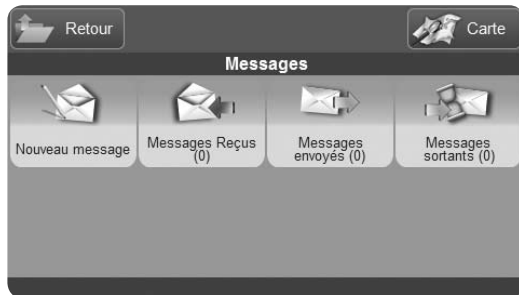 Retour
Carte
Messages
Nouveau message
Messages Reçus
(0)
Messages
envoyés (0)
Messages
sortants (0)